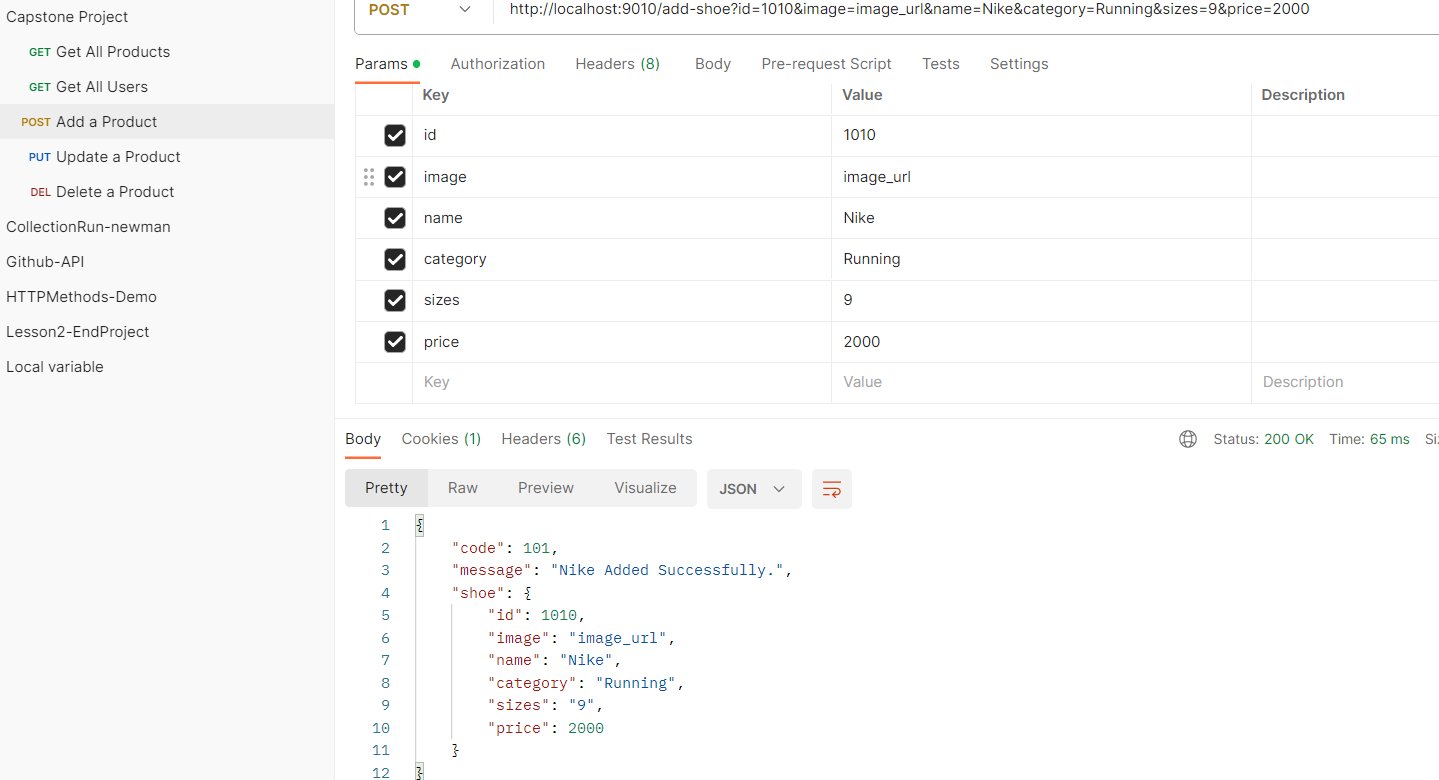 Capstone Project
GET Get All Products
GET Get All Users
POST Add a Product
PUT Update a Product
DEL Delete a Product
CollectionRun-newman
Github-API
HTTPMethods-Demo
Lesson2-EndProject
Local variable
POST http://localhost:9010/add-shoe?id=1010&image=image_url&name=Nike&category=Running&sizes=9&price=2000
Params Authorization Headers (8) Body Pre-request Script Tests Settings
Key Value Description
id 1010
image image_url
name Nike
category Running
sizes 9
price 2000
Key Value Description
Body Cookies (1) Headers (6) Test Results Status: 200 OK Time: 65 ms
Pretty Raw Preview Visualize JSON
1 {
2 "code": 101,
3 "message": "Nike Added Successfully.",
4 "shoe": {
5 "id": 1010,
6 "image": "image_url",
7 "name": "Nike",
8 "category": "Running",
9 "sizes": "9",
10 "price": 2000
11 }
12 }